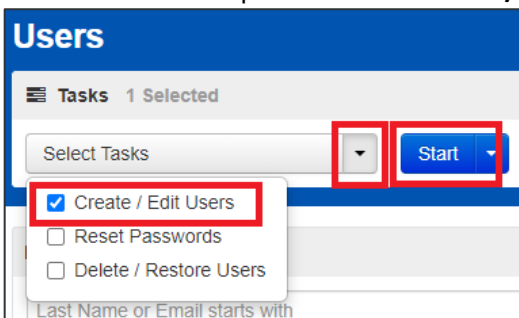 Users
Tasks 1 Selected
Select Tasks
Start
Create / Edit Users
Reset Passwords
Delete / Restore Users
Last Name or Email starts with